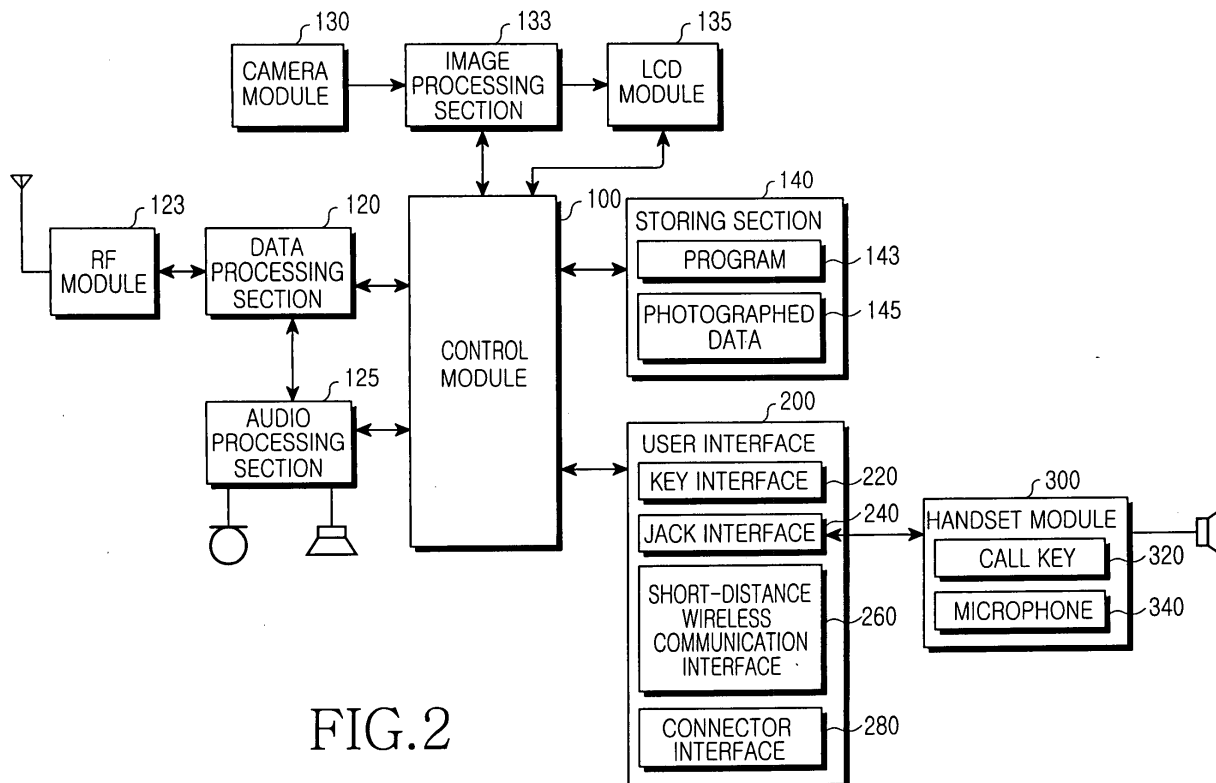 130
CAMERA
MODULE
133
IMAGE
PROCESSING
SECTION
135
LCD
MODULE
123
RF
MODULE
120
DATA
PROCESSING
SECTION
125
AUDIO
PROCESSING
SECTION
100
CONTROL
MODULE
140
STORING SECTION
PROGRAM
143
PHOTOGRAPHED
DATA
145
200
USER INTERFACE
KEY INTERFACE
220
JACK INTERFACE
240
SHORT-DISTANCE
WIRELESS
COMMUNICATION
INTERFACE
260
CONNECTOR
INTERFACE
280
300
HANDSET MODULE
CALL KEY
320
MICROPHONE
340
FIG.2